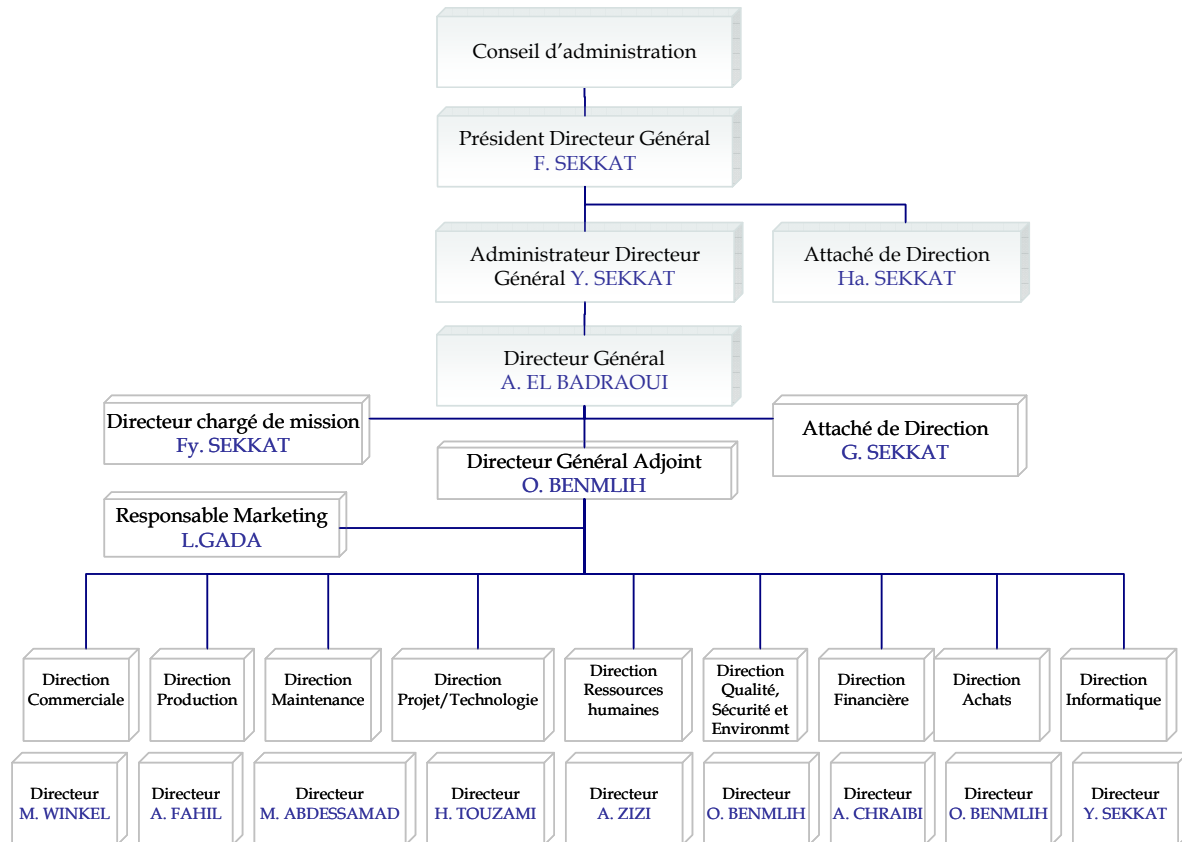 Conseil d'administration
Président Directeur Général
F. SEKKAT
Administrateur Directeur
Général Y. SEKKAT
Attaché de Direction
Ha. SEKKAT
Directeur Général
A. EL BADRAOUI
Directeur chargé de mission
Fy. SEKKAT
Attaché de Direction
G. SEKKAT
Directeur Général Adjoint
O. BENMLIH
Responsable Marketing
L.GADA
Direction
Commerciale
Direction
Production
Direction
Maintenance
Direction
Projet/Technologie
Direction
Ressources
humaines
Direction
Qualité,
Sécurité et
Environmt
Direction
Financière
Direction
Achats
Direction
Informatique
Directeur
M. WINKEL
Directeur
A. FAHIL
Directeur
M. ABDESSAMAD
Directeur
H. TOUZAMI
Directeur
A. ZIZI
Directeur
O. BENMLIH
Directeur
A. CHRAIBI
Directeur
O. BENMLIH
Directeur
Y. SEKKAT